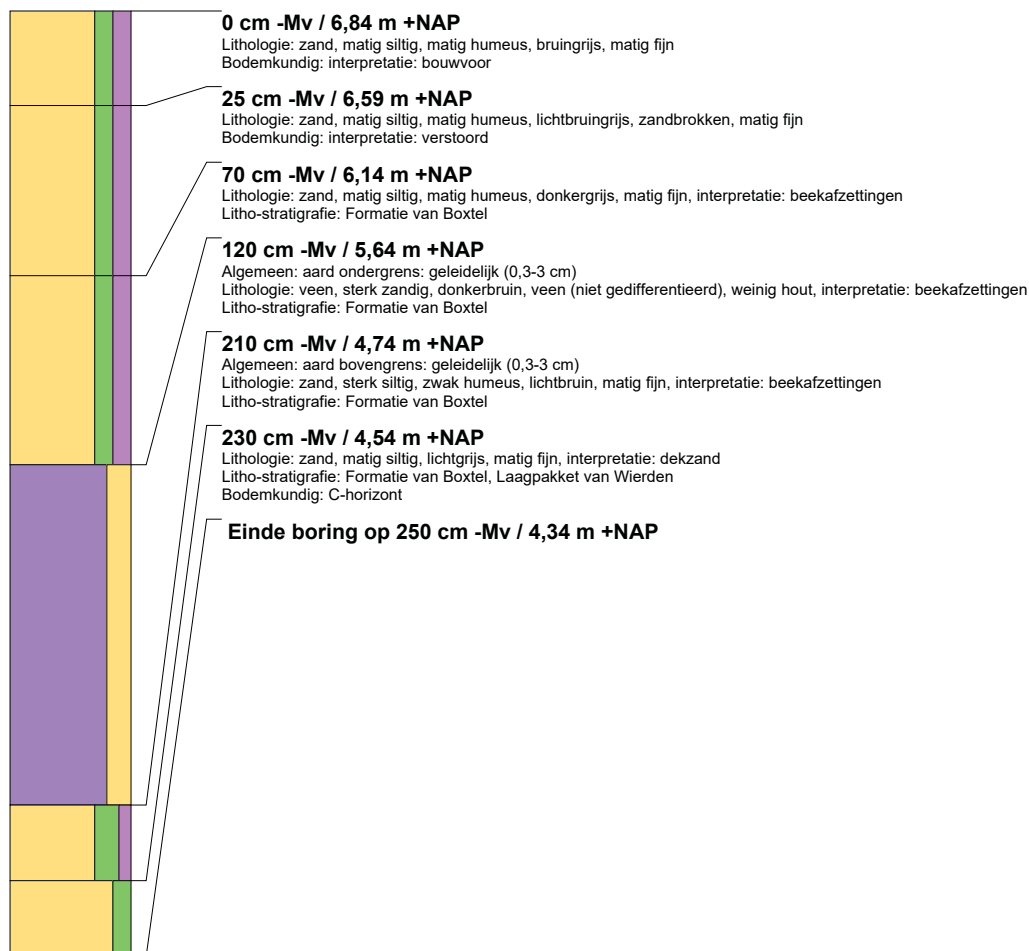 0 cm -Mv / 6,84 m +NAP
Lithologie: zand, matig siltig, matig humeus, bruingrijs, matig fijn
Bodemkundig: interpretatie: bouwvoor
25 cm -Mv / 6,59 m +NAP
Lithologie: zand, matig siltig, matig humeus, lichtbruingrijs, zandbrokken, matig fijn
Bodemkundig: interpretatie: verstoord
70 cm -Mv / 6,14 m +NAP
Lithologie: zand, matig siltig, matig humeus, donkergrijs, matig fijn, interpretatie: beekafzettingen
Litho-stratigrafie: Formatie van Boxtel
120 cm -Mv / 5,64 m +NAP
Algemeen: aard ondergrens: geleidelijk (0,3-3 cm)
Lithologie: veen, sterk zandig, donkerbruin, veen (niet gedifferentieerd), weinig hout, interpretatie: beekafzettingen
Litho-stratigrafie: Formatie van Boxtel
210 cm -Mv / 4,74 m +NAP
Algemeen: aard bovengrens: geleidelijk (0,3-3 cm)
Lithologie: zand, sterk siltig, zwak humeus, lichtbruin, matig fijn, interpretatie: beekafzettingen
Litho-stratigrafie: Formatie van Boxtel
230 cm -Mv / 4,54 m +NAP
Lithologie: zand, matig siltig, lichtgrijs, matig fijn, interpretatie: dekzand
Litho-stratigrafie: Formatie van Boxtel, Laagpakket van Wierden
Bodemkundig: C-horizont
Einde boring op 250 cm -Mv / 4,34 m +NAP